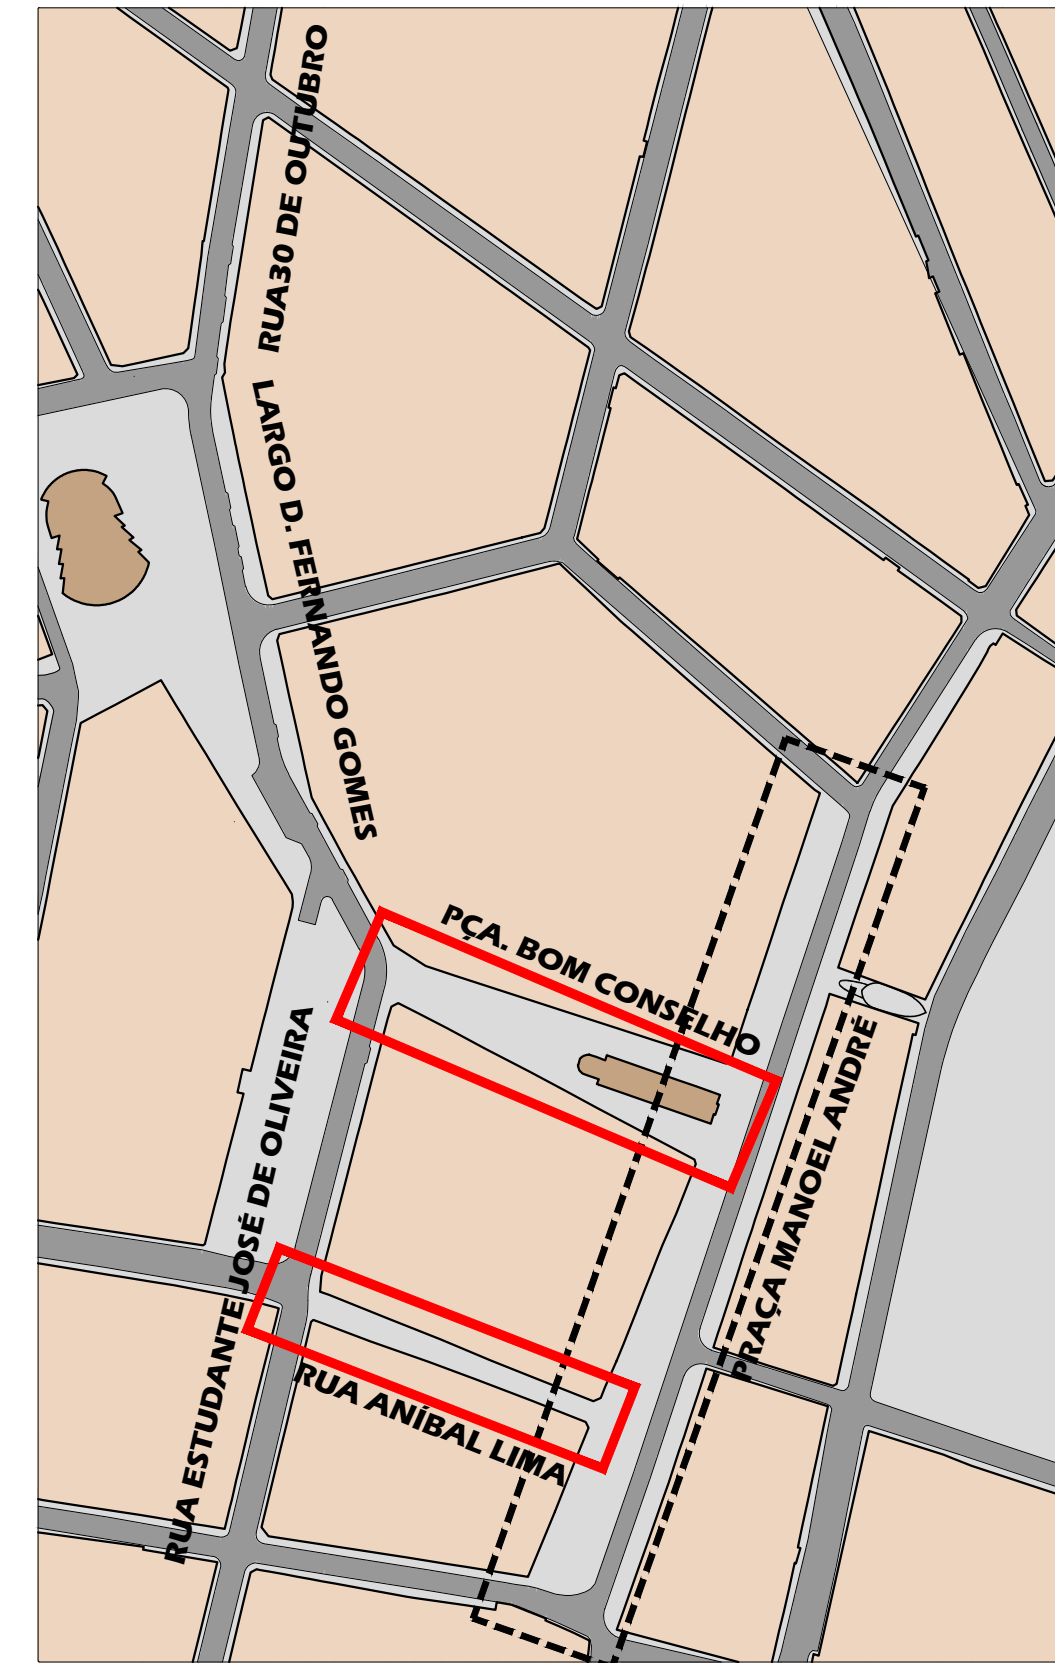 RUA30 DE OUTUBRO
LARGO D. FERNANDO GOMES
PÇA. BOM CONSELHO
RUA ESTUDANTE JOSÉ DE OLIVEIRA
PRAÇA MANOEL ANDRÉ
RUA ANÍBAL LIMA